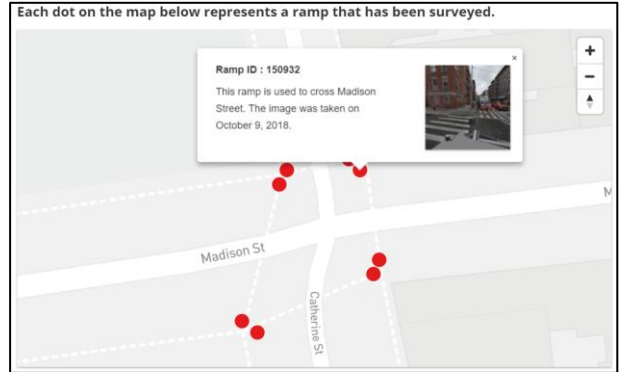 Each dot on the map below represents a ramp that has been surveyed.
×
Ramp ID : 150932
This ramp is used to cross Madison
Street. The image was taken on
October 9, 2018.
+
−
M
Madison St
Catherine St